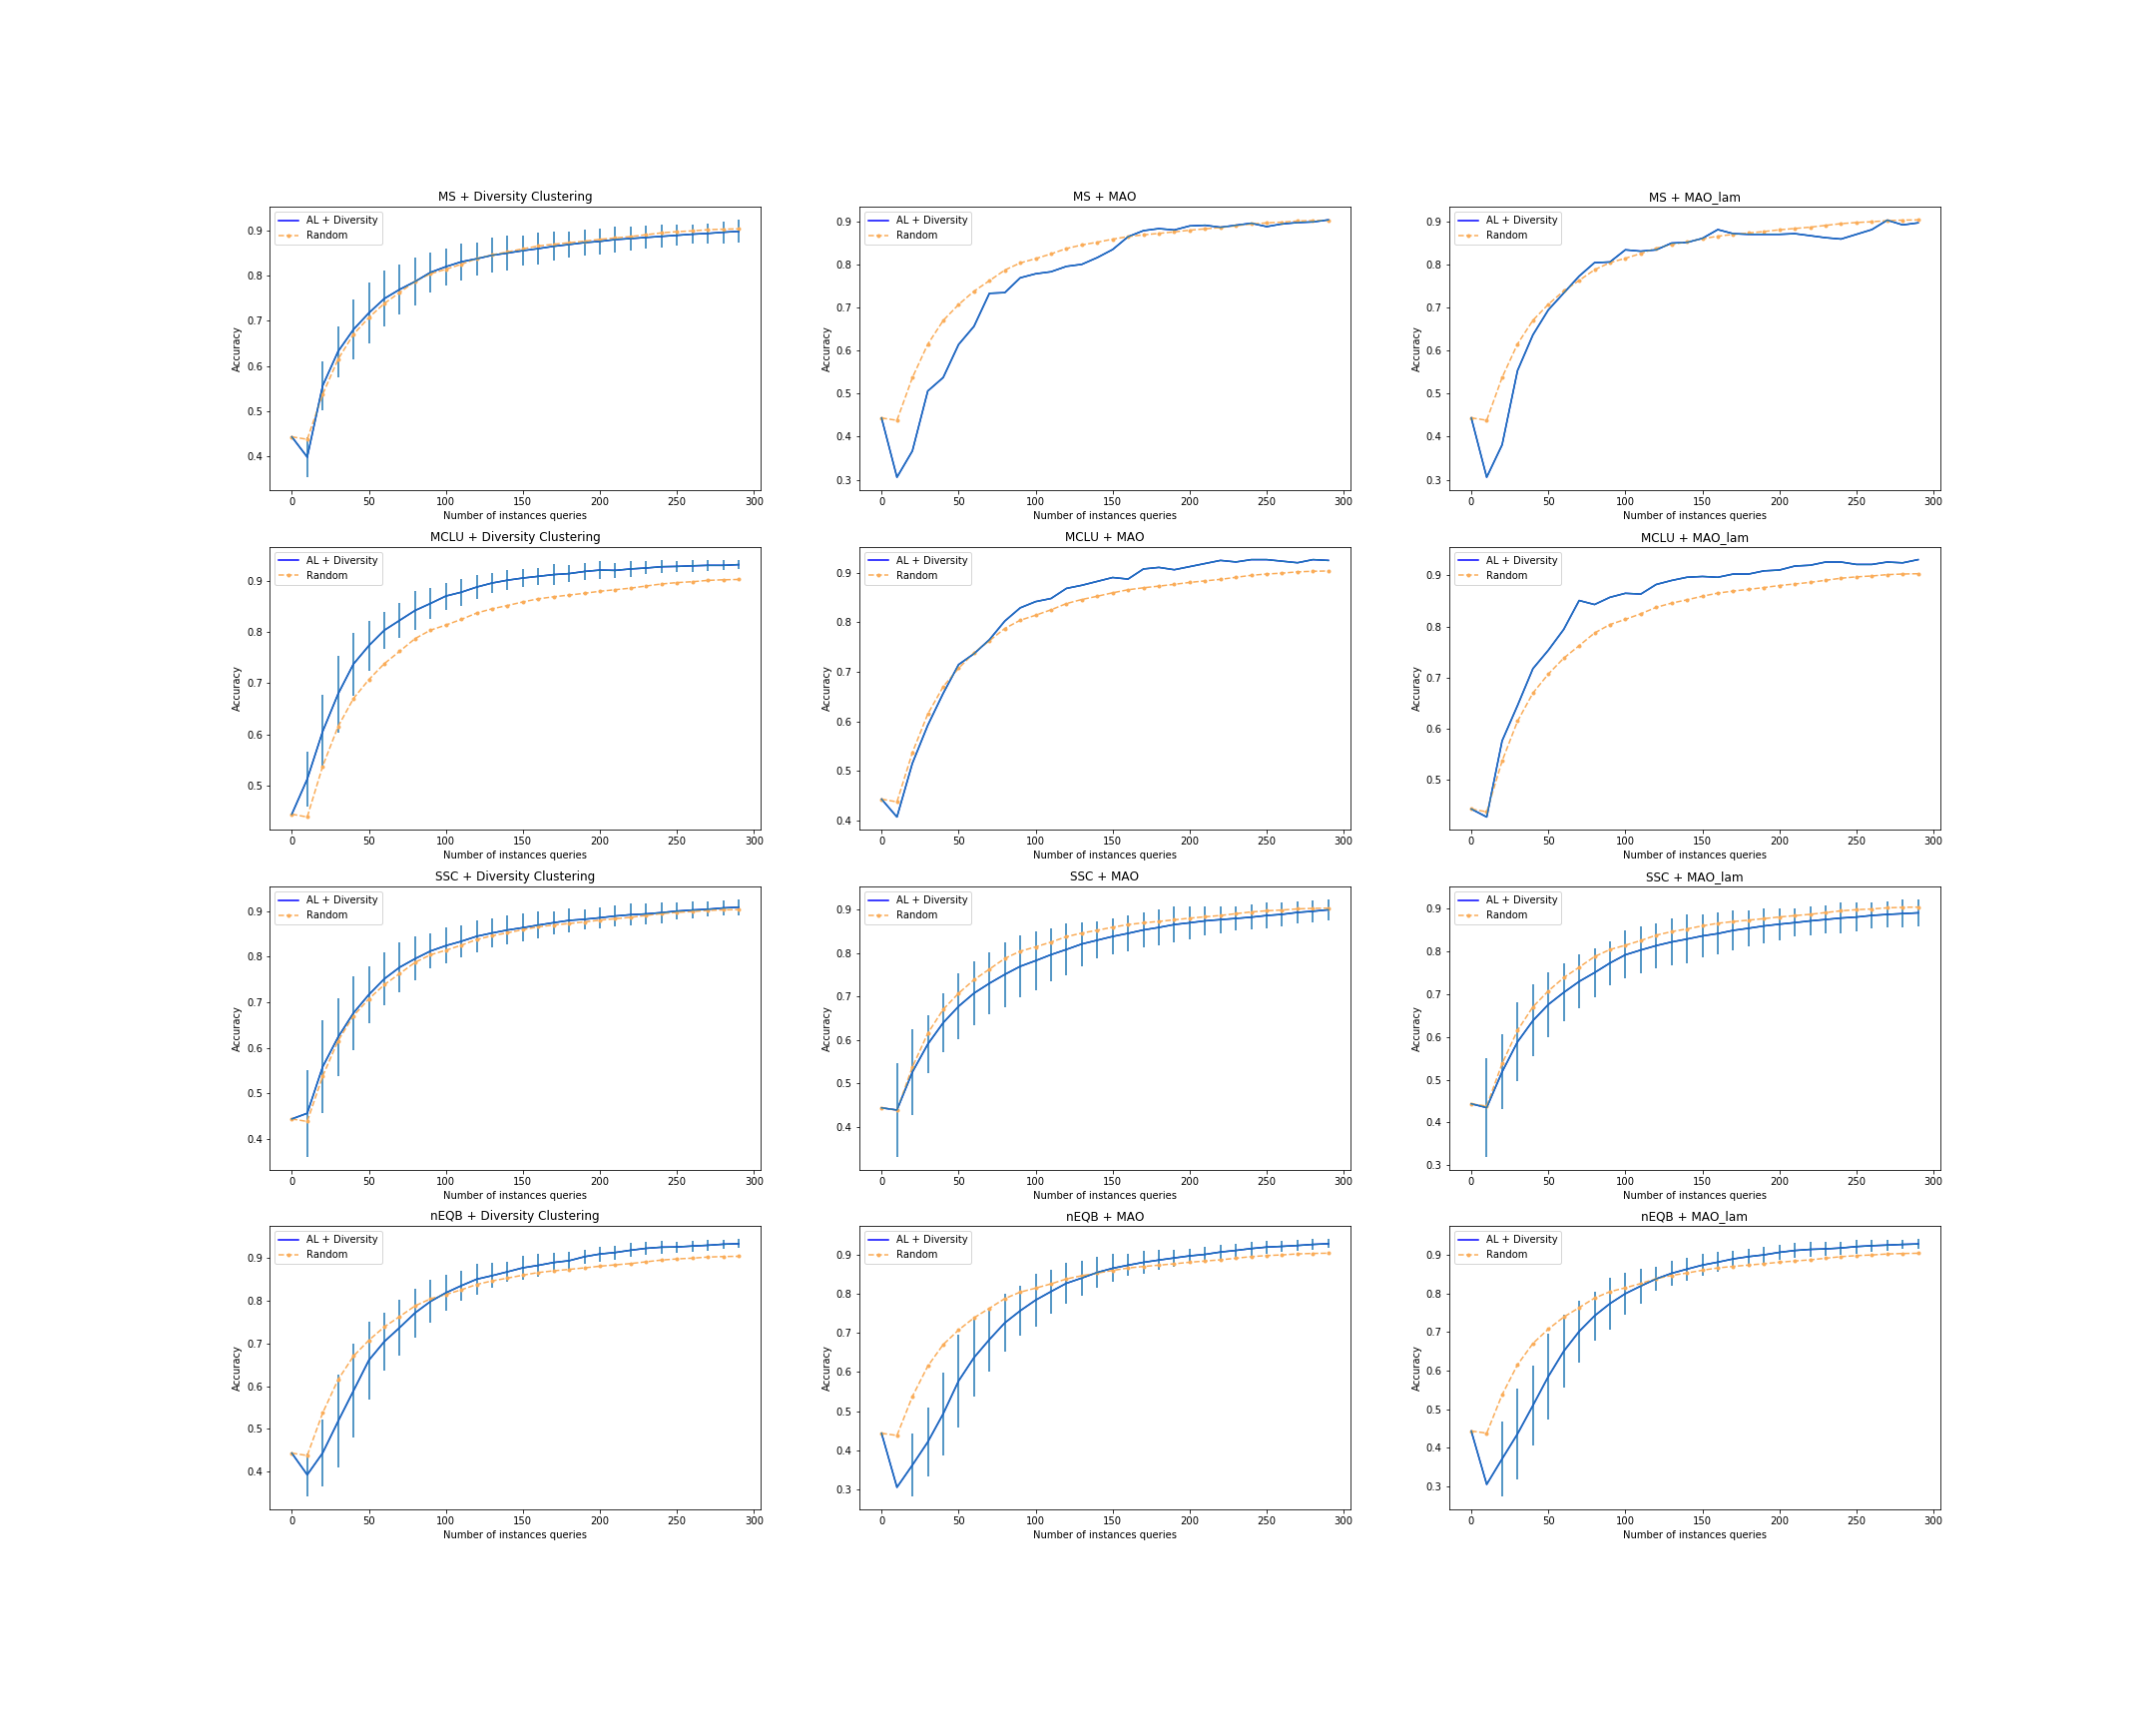 MS + Diversity Clustering
AL + Diversity
Random
0.9
0.8
0.7
0.6
0.5
0.4
Accuracy
0 50 100 150 200 250 300
Number of instances queries
MS + MAO
AL + Diversity
Random
0.9
0.8
0.7
0.6
0.5
0.4
0.3
Accuracy
0 50 100 150 200 250 300
Number of instances queries
MS + MAO_lam
AL + Diversity
Random
0.9
0.8
0.7
0.6
0.5
0.4
0.3
Accuracy
0 50 100 150 200 250 300
Number of instances queries
MCLU + Diversity Clustering
AL + Diversity
Random
0.9
0.8
0.7
0.6
0.5
Accuracy
0 50 100 150 200 250 300
Number of instances queries
MCLU + MAO
AL + Diversity
Random
0.9
0.8
0.7
0.6
0.5
0.4
Accuracy
0 50 100 150 200 250 300
Number of instances queries
MCLU + MAO_lam
AL + Diversity
Random
0.9
0.8
0.7
0.6
0.5
Accuracy
0 50 100 150 200 250 300
Number of instances queries
SSC + Diversity Clustering
AL + Diversity
Random
0.9
0.8
0.7
0.6
0.5
0.4
Accuracy
0 50 100 150 200 250 300
Number of instances queries
SSC + MAO
AL + Diversity
Random
0.9
0.8
0.7
0.6
0.5
0.4
Accuracy
0 50 100 150 200 250 300
Number of instances queries
SSC + MAO_lam
AL + Diversity
Random
0.9
0.8
0.7
0.6
0.5
0.4
0.3
Accuracy
0 50 100 150 200 250 300
Number of instances queries
nEQB + Diversity Clustering
AL + Diversity
Random
0.9
0.8
0.7
0.6
0.5
0.4
Accuracy
0 50 100 150 200 250 300
Number of instances queries
nEQB + MAO
AL + Diversity
Random
0.9
0.8
0.7
0.6
0.5
0.4
0.3
Accuracy
0 50 100 150 200 250 300
Number of instances queries
nEQB + MAO_lam
AL + Diversity
Random
0.9
0.8
0.7
0.6
0.5
0.4
0.3
Accuracy
0 50 100 150 200 250 300
Number of instances queries